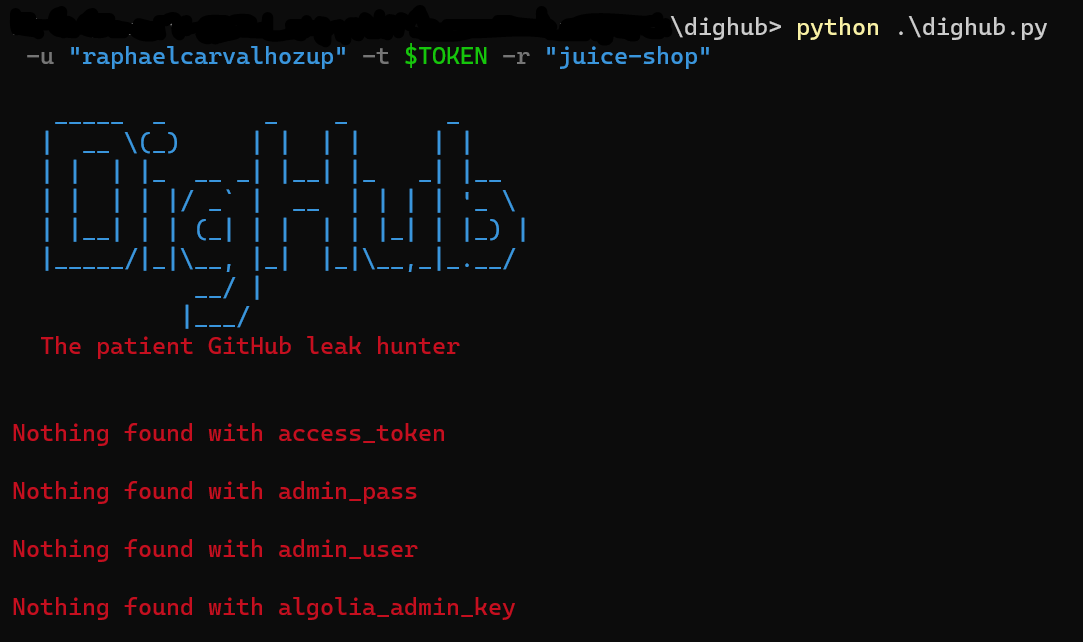 \dighub> python .\dighub.py
-u "raphaelcarvalhozup" -t $TOKEN -r "juice-shop"
DigHub
The patient GitHub leak hunter
Nothing found with access_token
Nothing found with admin_pass
Nothing found with admin_user
Nothing found with algolia_admin_key